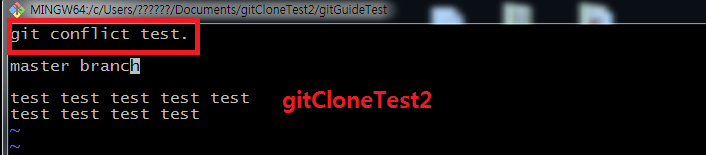 MINGW64:/c/Users/??????/Documents/gitCloneTest2/gitGuideTest
git conflict test.
master branch
test test test test test
gitCloneTest2
test test test test
~
~